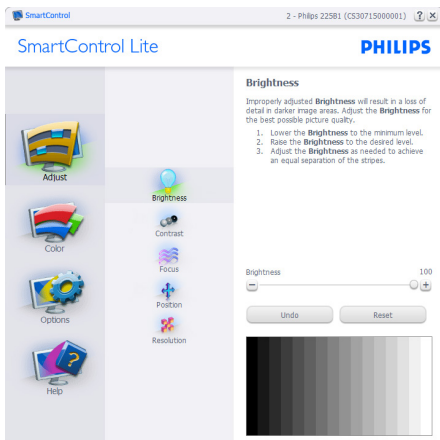 SmartControl
2 - Philips 225B1 (CS30715000001)
?
SmartControl Lite
PHILIPS
Adjust
Color
Options
Help
Brightness
Contrast
Focus
Position
Resolution
Brightness
Improperly adjusted Brightness will result in a loss of
detail in darker image areas. Adjust the Brightness for
the best possible picture quality.
1. Lower the Brightness to the minimum level.
2. Raise the Brightness to the desired level.
3. Adjust the Brightness as needed to achieve
an equal separation of the stripes.
Brightness 100
Undo Reset